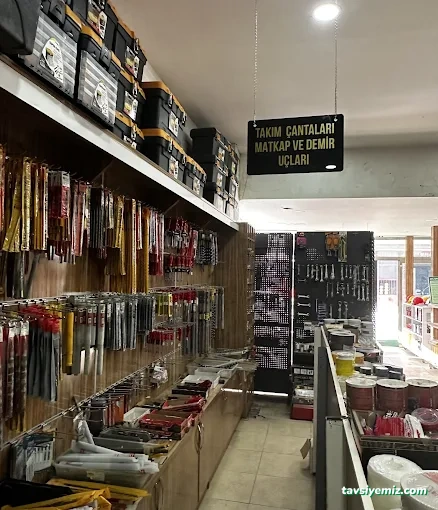 TAKIM ÇANTALARI
MATKAP VE DEMİR
UÇLARI
tavsiyemiz.com